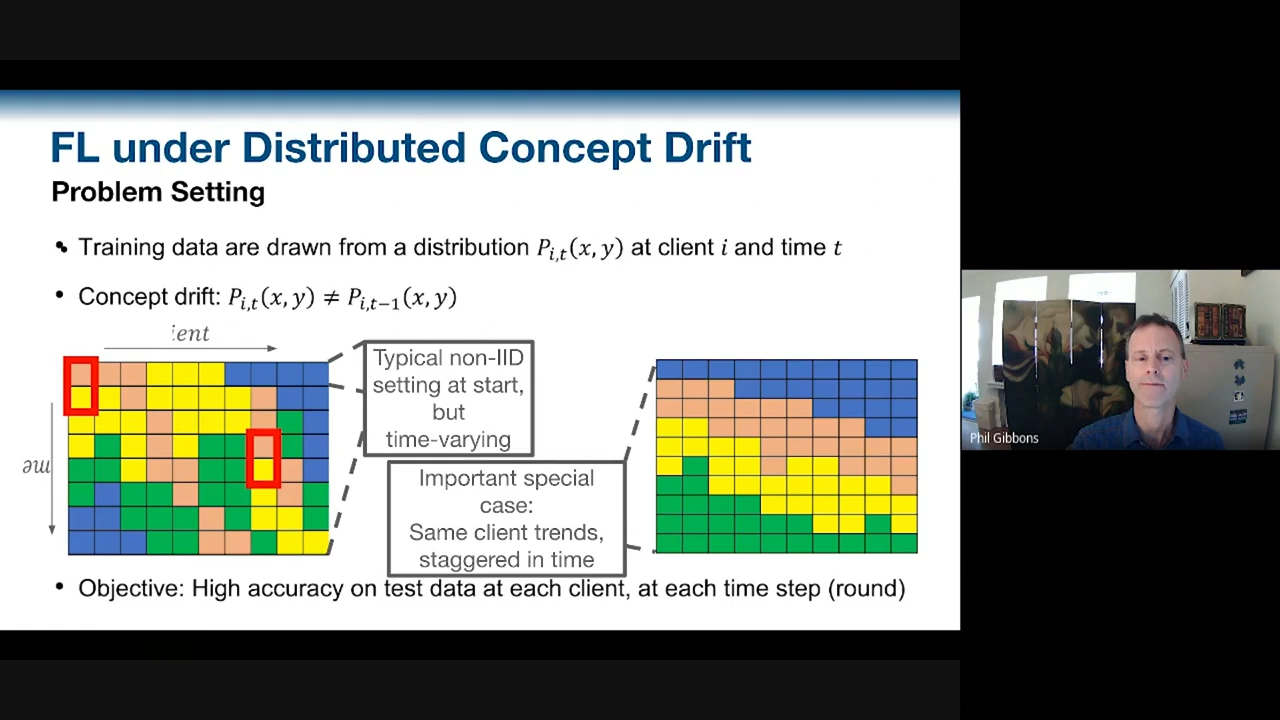 FL under Distributed Concept Drift
Problem Setting
• Training data are drawn from a distribution P_{i,t}(x, y) at client i and time t
• Concept drift: P_{i,t}(x, y) ≠ P_{i,t−1}(x, y)
ient
me
Typical non-IID
setting at start,
but
time-varying
Important special
case:
Same client trends,
staggered in time
• Objective: High accuracy on test data at each client, at each time step (round)
Phil Gibbons